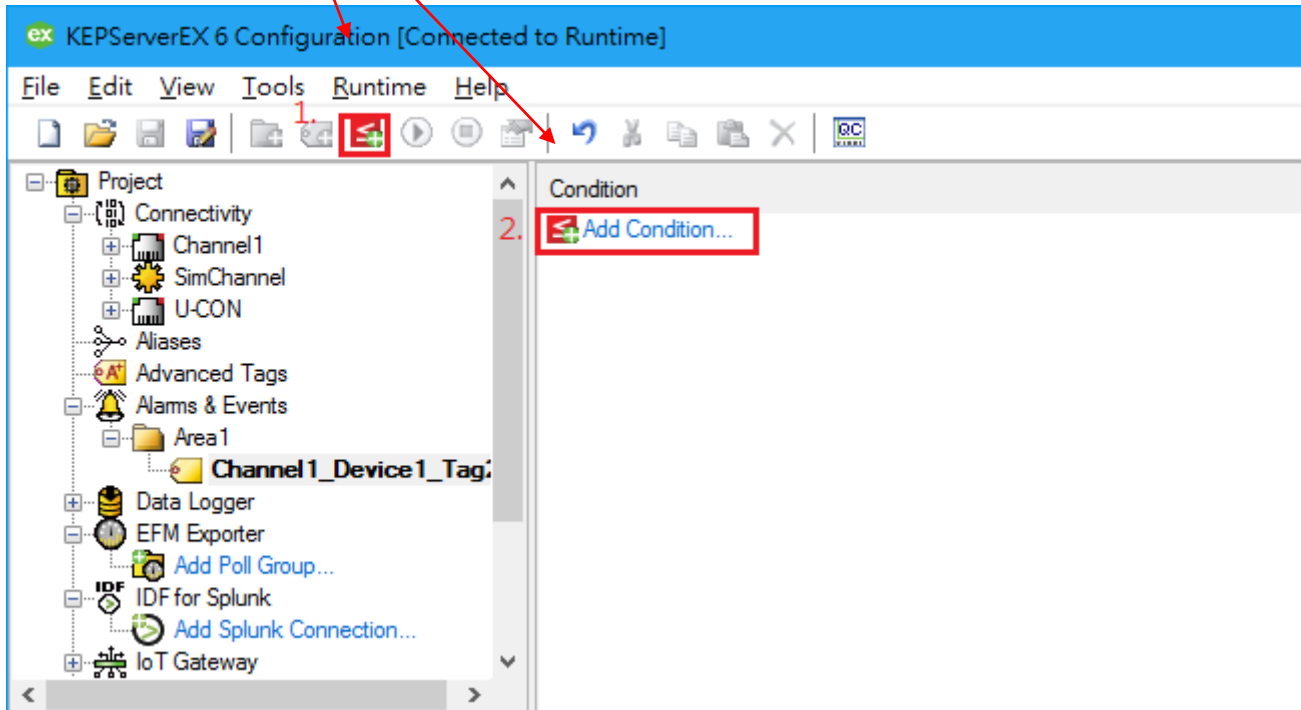 ex KEPServerEX 6 Configuration [Connected to Runtime]
File Edit View Tools Runtime Help
1.
QC
Project
Connectivity
Channel1
SimChannel
U-CON
Aliases
A+ Advanced Tags
Alarms & Events
Area1
Channel1_Device1_Tag2
Data Logger
EFM Exporter
Add Poll Group...
IDF IDF for Splunk
Add Splunk Connection...
IoT Gateway
Condition
2. Add Condition...